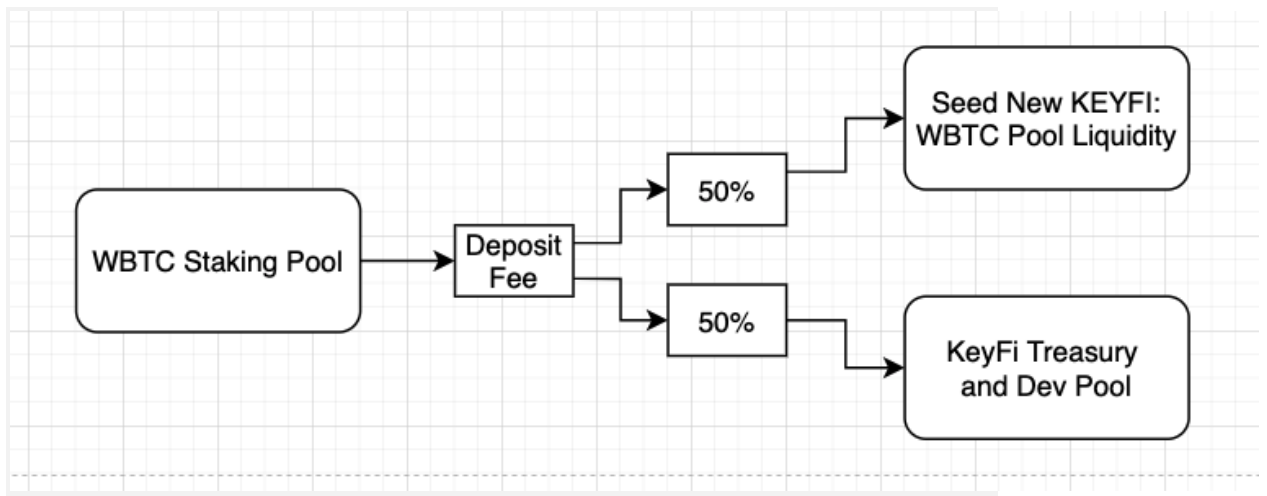 WBTC Staking Pool
Deposit
Fee
50%
50%
Seed New KEYFI:
WBTC Pool Liquidity
KeyFi Treasury
and Dev Pool